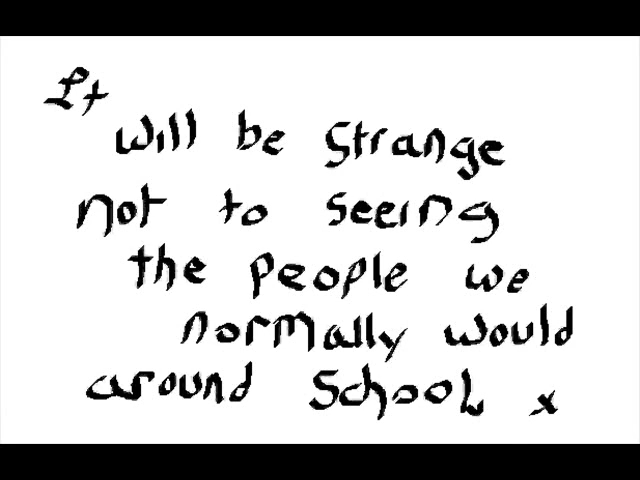 It
will be strange
not to seeing
the people we
normally would
around school x